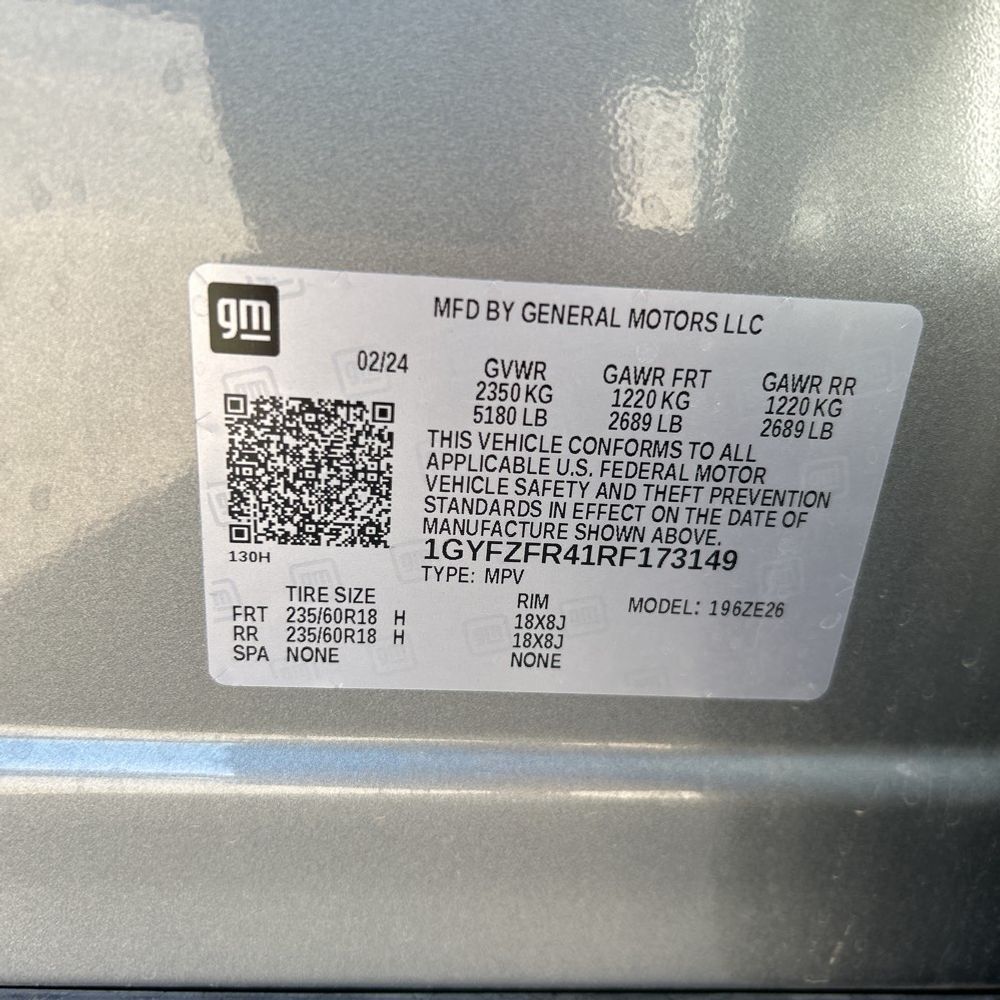 gm
MFD BY GENERAL MOTORS LLC
02/24
GVWR GAWR FRT GAWR RR
2350 KG 1220 KG 1220 KG
5180 LB 2689 LB 2689 LB
THIS VEHICLE CONFORMS TO ALL
APPLICABLE U.S. FEDERAL MOTOR
VEHICLE SAFETY AND THEFT PREVENTION
STANDARDS IN EFFECT ON THE DATE OF
MANUFACTURE SHOWN ABOVE.
130H
1GYFZFR41RF173149
TYPE: MPV
TIRE SIZE RIM MODEL: 196ZE26
FRT 235/60R18 H 18X8J
RR 235/60R18 H 18X8J
SPA NONE NONE